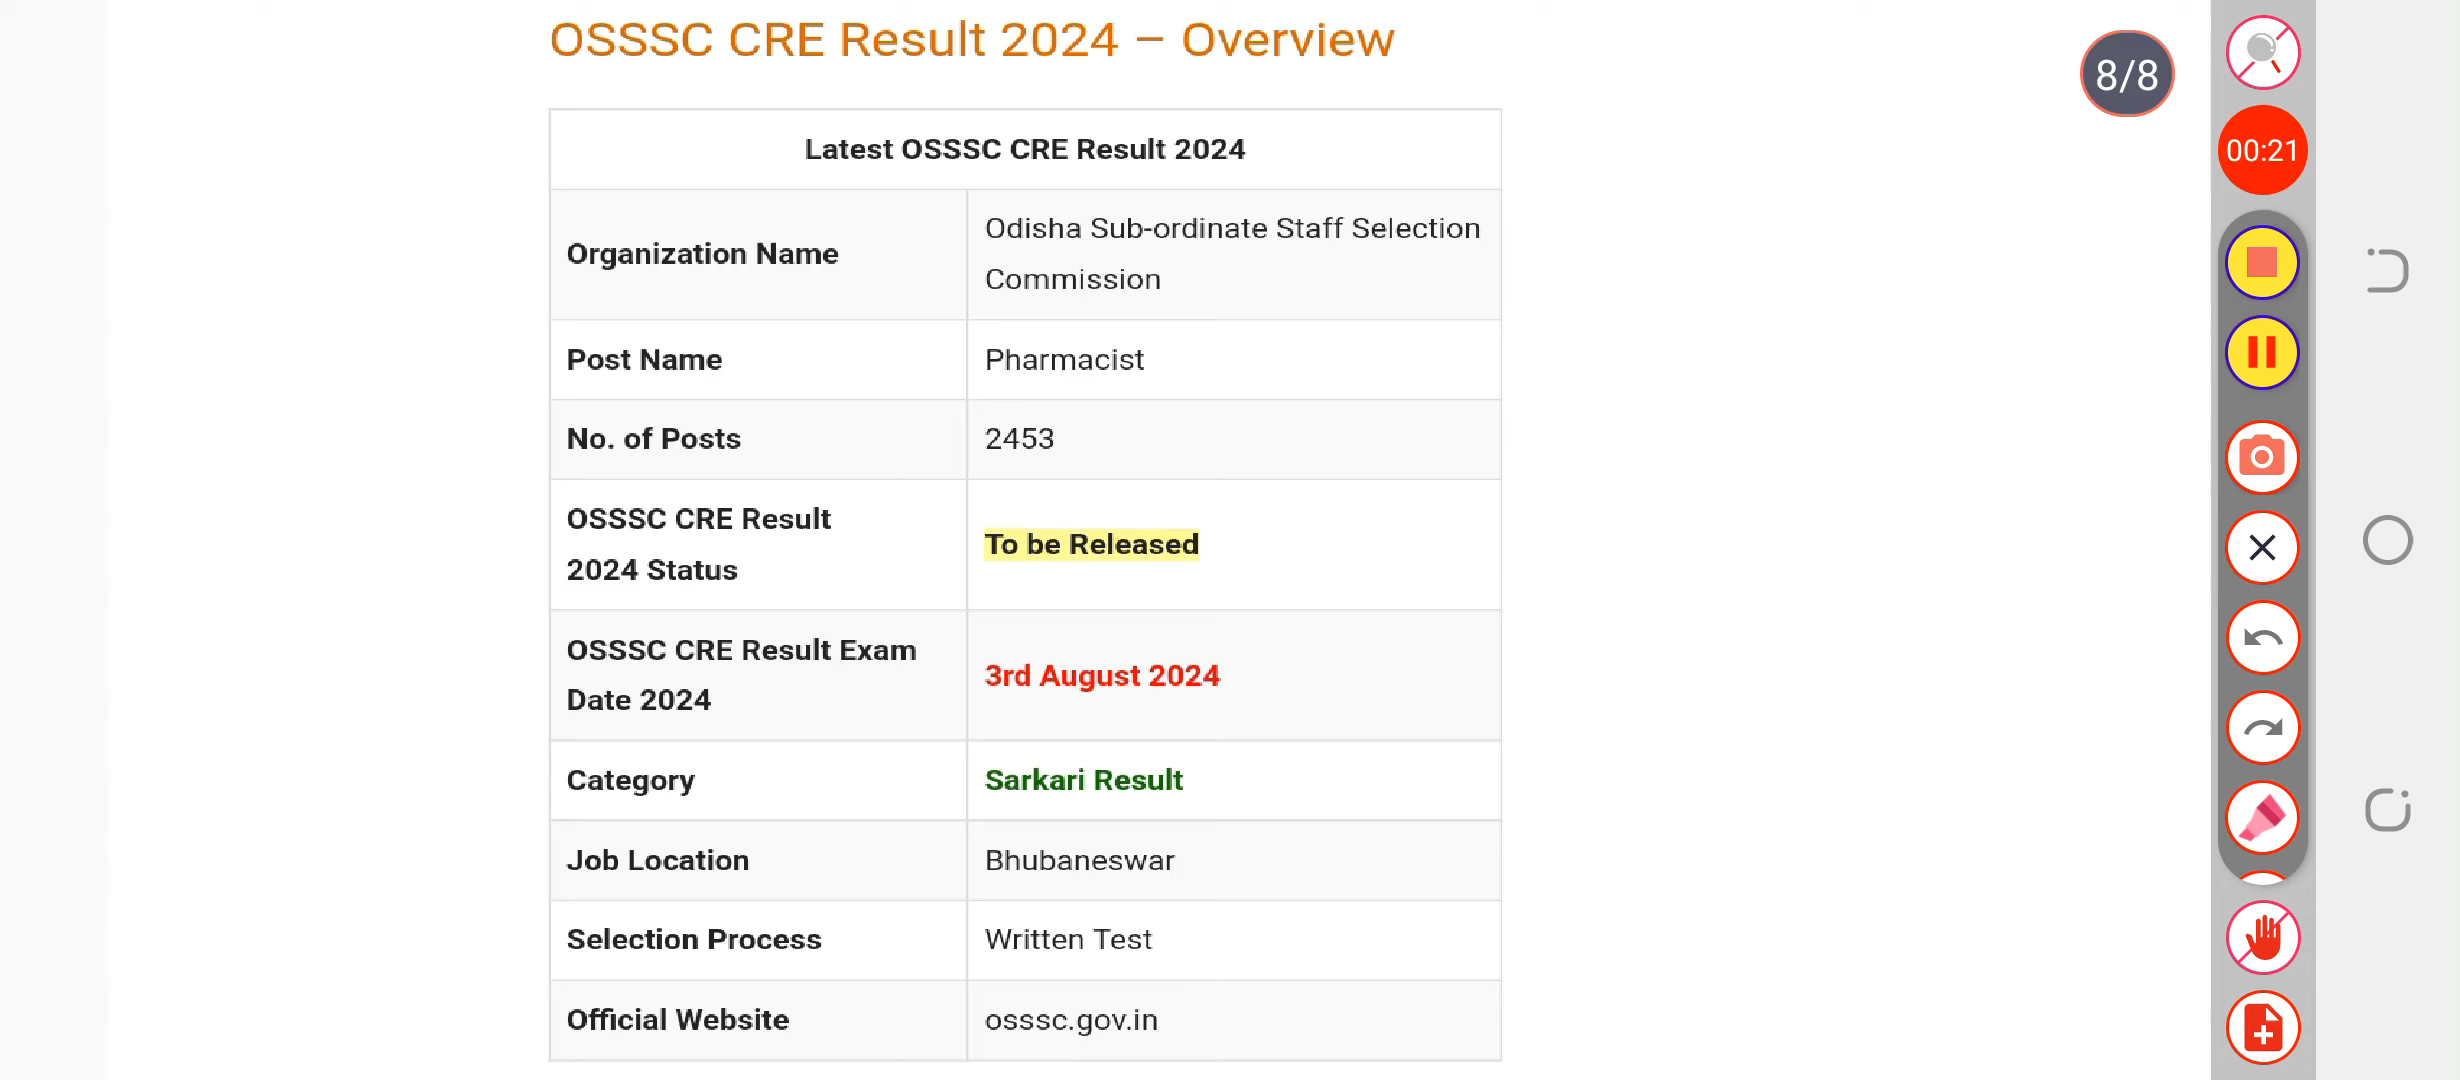 OSSSC CRE Result 2024 – Overview
8/8
00:21
Latest OSSSC CRE Result 2024
Organization Name
Odisha Sub-ordinate Staff Selection
Commission
Post Name
Pharmacist
No. of Posts
2453
OSSSC CRE Result
2024 Status
To be Released
OSSSC CRE Result Exam
Date 2024
3rd August 2024
Category
Sarkari Result
Job Location
Bhubaneswar
Selection Process
Written Test
Official Website
osssc.gov.in